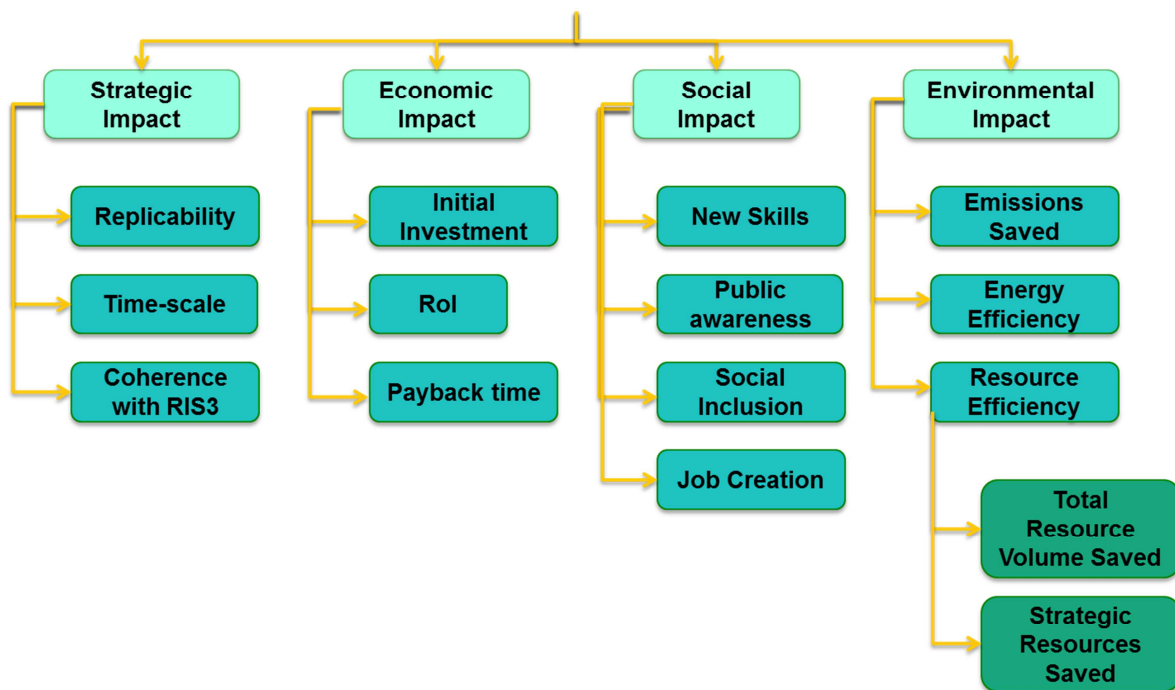 Strategic
Impact
Economic
Impact
Social
Impact
Environmental
Impact
Replicability
Time-scale
Coherence
with RIS3
Initial
Investment
RoI
Payback time
New Skills
Public
awareness
Social
Inclusion
Job Creation
Emissions
Saved
Energy
Efficiency
Resource
Efficiency
Total
Resource
Volume Saved
Strategic
Resources
Saved